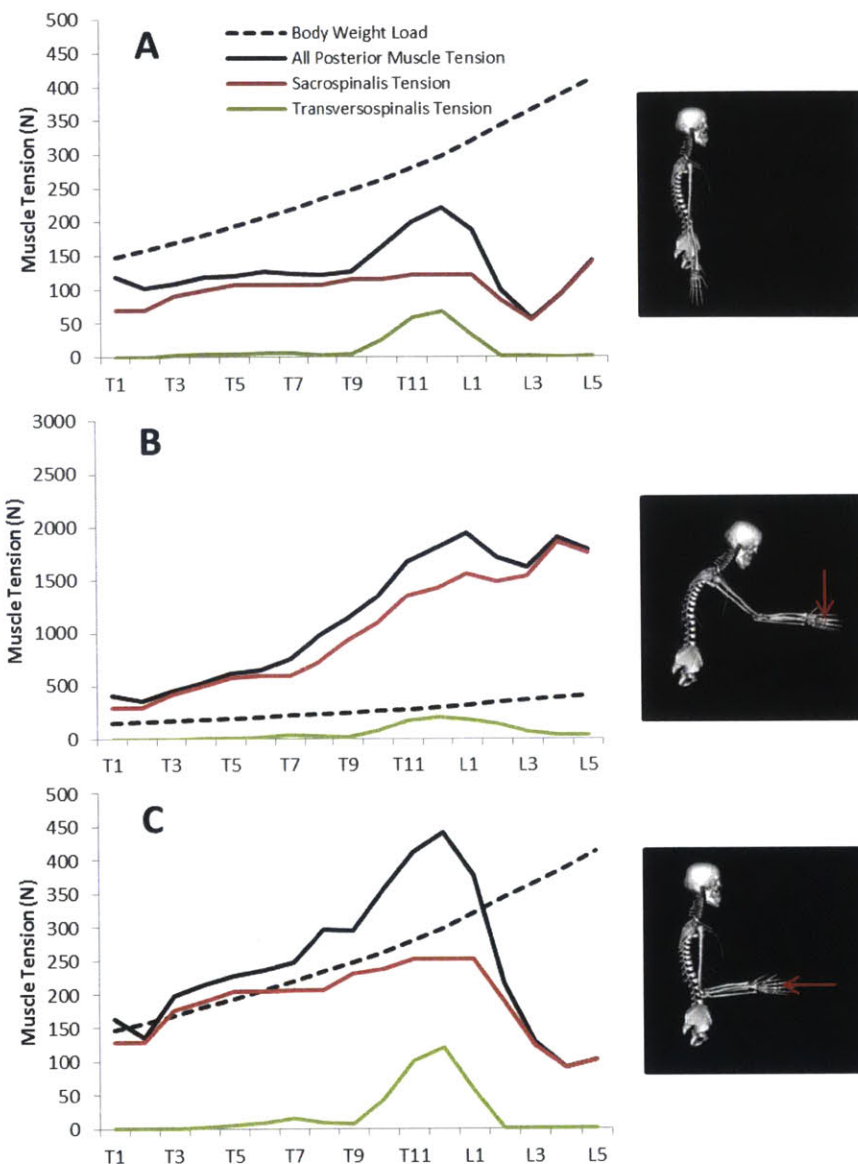 A
Body Weight Load
All Posterior Muscle Tension
Sacrospinalis Tension
Transversospinalis Tension
Muscle Tension (N)
500
450
400
350
300
250
200
150
100
50
0
T1 T3 T5 T7 T9 T11 L1 L3 L5
B
Muscle Tension (N)
3000
2500
2000
1500
1000
500
0
T1 T3 T5 T7 T9 T11 L1 L3 L5
C
Muscle Tension (N)
500
450
400
350
300
250
200
150
100
50
0
T1 T3 T5 T7 T9 T11 L1 L3 L5